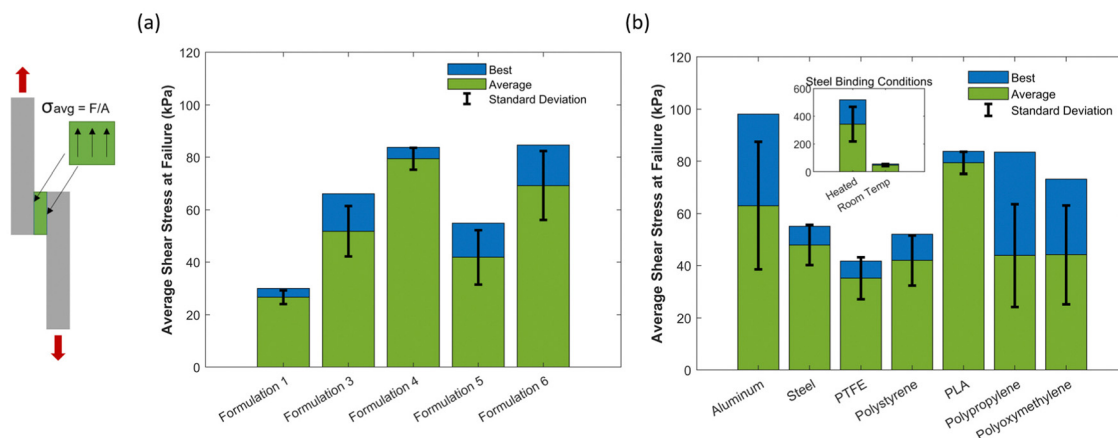 (a)
(b)
σavg = F/A
Average Shear Stress at Failure (kPa)
120
100
80
60
40
20
0
Best
Average
Standard Deviation
Formulation 1
Formulation 3
Formulation 4
Formulation 5
Formulation 6
Average Shear Stress at Failure (kPa)
120
100
80
60
40
20
0
Steel Binding Conditions
600
400
200
0
Heated
Room Temp
Best
Average
Standard Deviation
Aluminum
Steel
PTFE
Polystyrene
PLA
Polypropylene
Polyoxymethylene